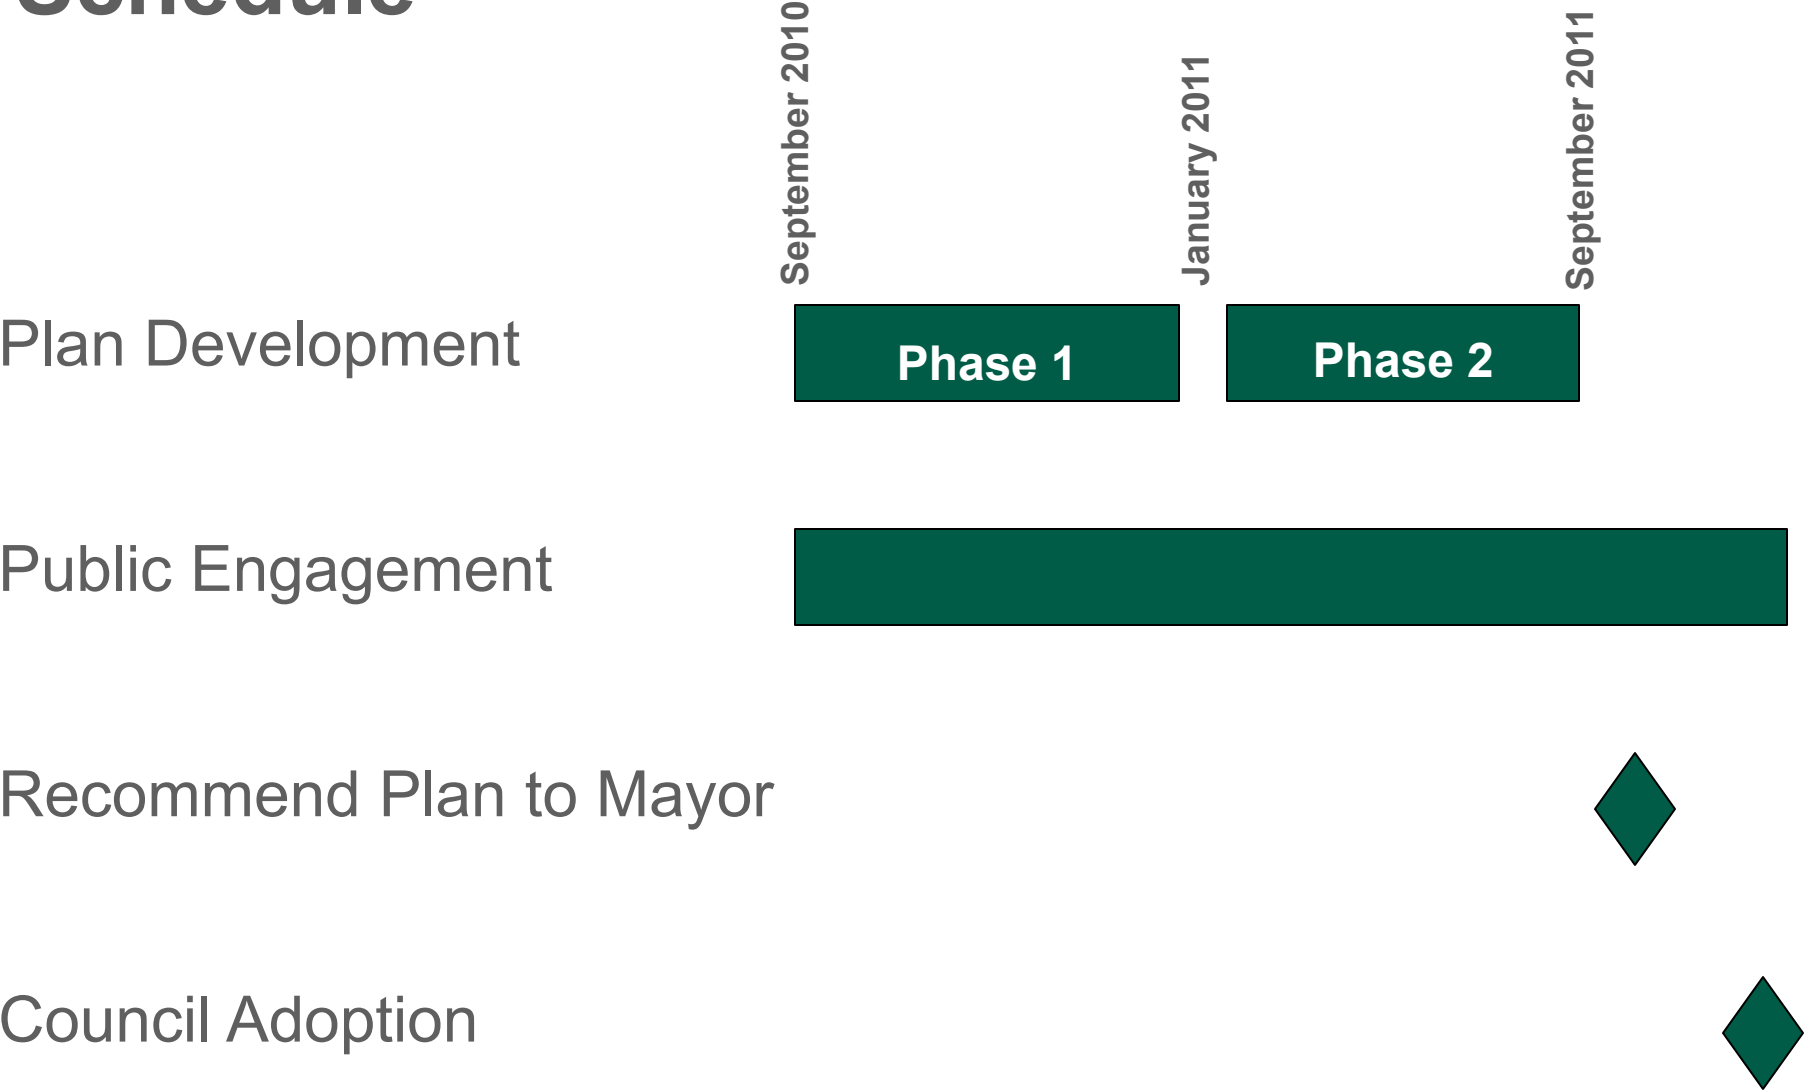 Schedule
September 2010
January 2011
September 2011
Plan Development
Phase 1
Phase 2
Public Engagement
Recommend Plan to Mayor
Council Adoption